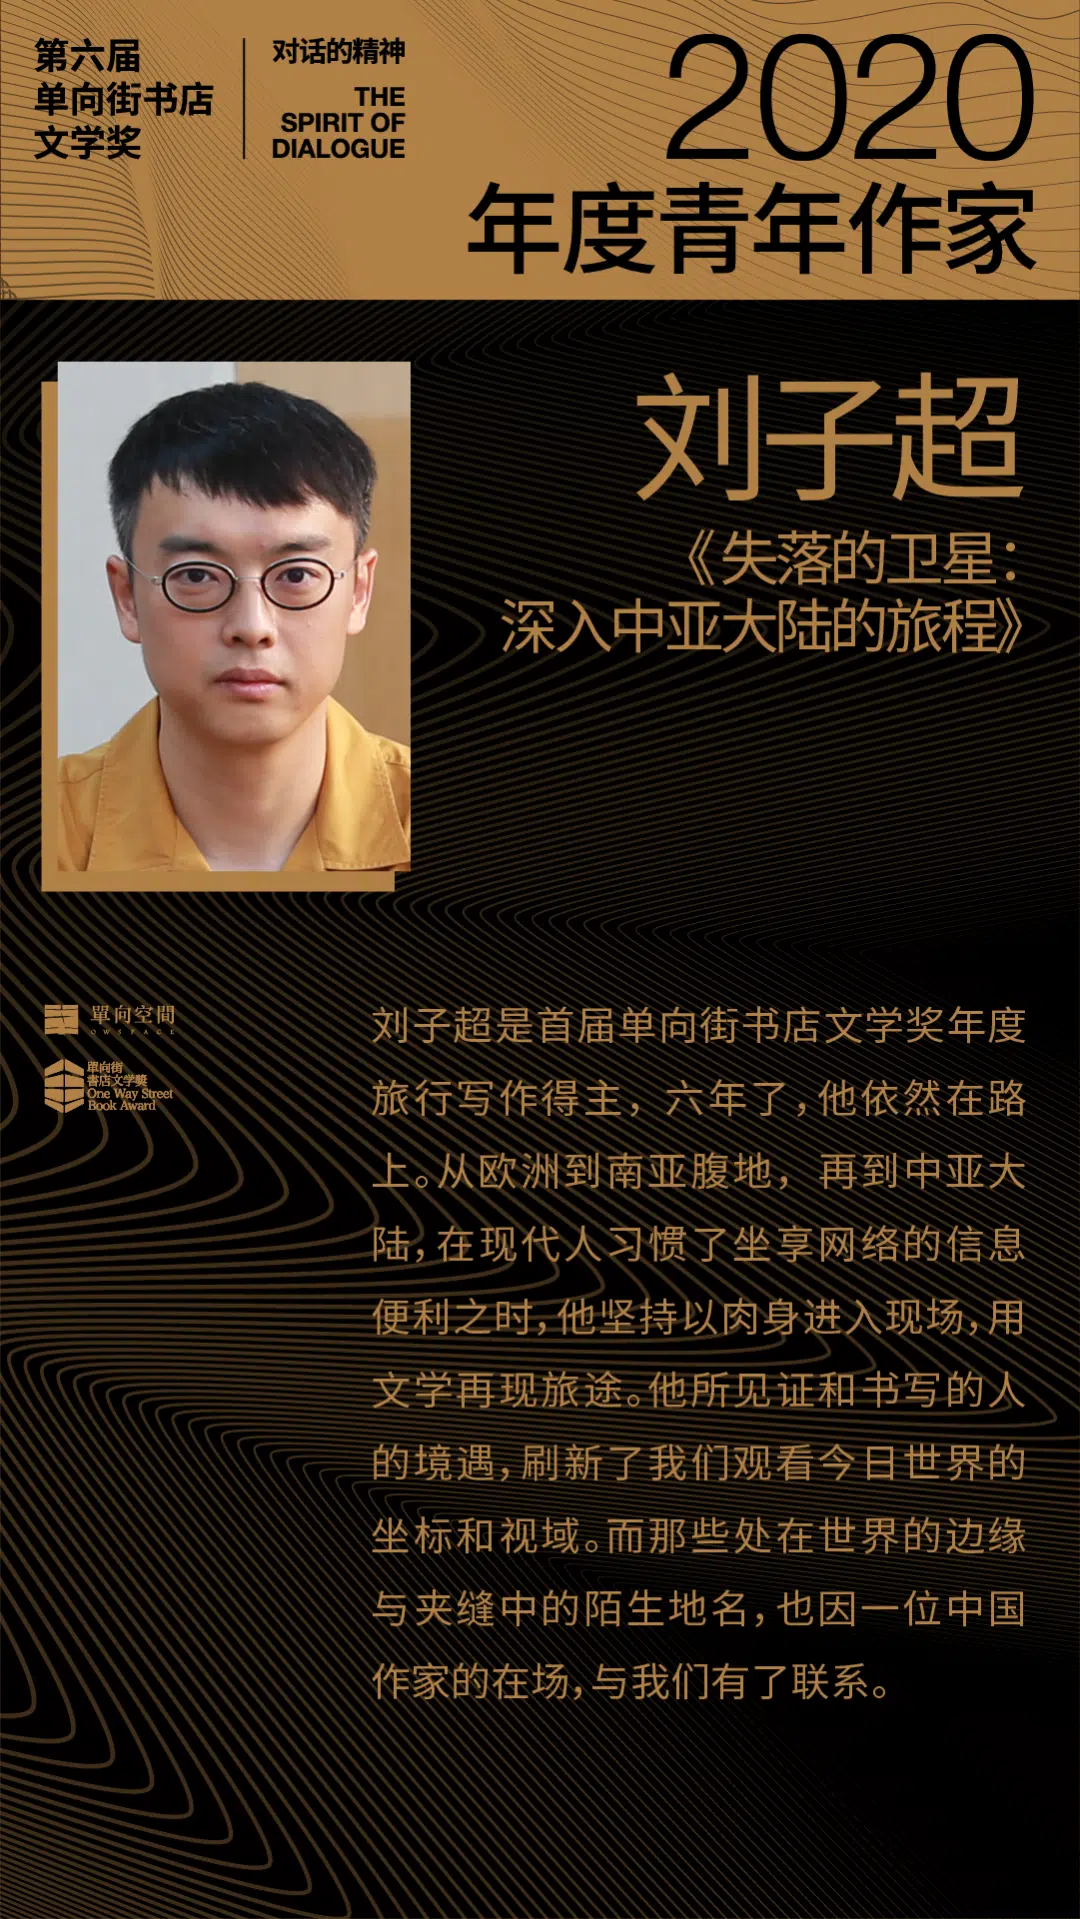 第六届
单向街书店
文学奖
对话的精神
THE
SPIRIT OF
DIALOGUE
2020
年度青年作家
刘子超
《失落的卫星：
深入中亚大陆的旅程》
單向空間
OWSPACE
單向街
書店文学獎
One Way Street
Book Award
刘子超是首届单向街书店文学奖年度
旅行写作得主，六年了，他依然在路
上。从欧洲到南亚腹地，再到中亚大
陆，在现代人习惯了坐享网络的信息
便利之时，他坚持以肉身进入现场，用
文学再现旅途。他所见证和书写的人
的境遇，刷新了我们观看今日世界的
坐标和视域。而那些处在世界的边缘
与夹缝中的陌生地名，也因一位中国
作家的在场，与我们有了联系。